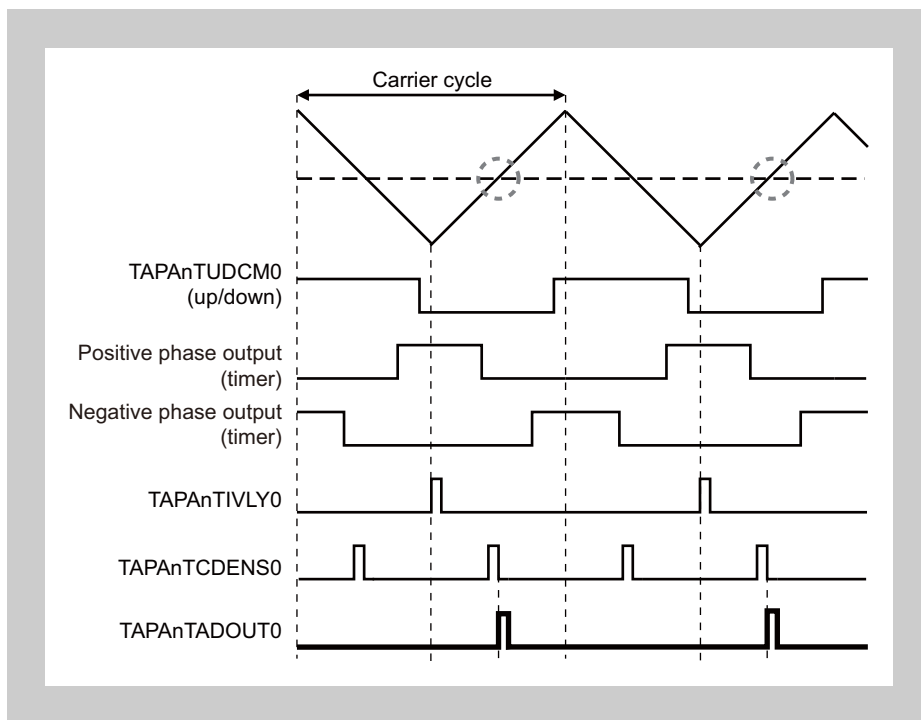 Carrier cycle
TAPAnTUDCM0
(up/down)
Positive phase output
(timer)
Negative phase output
(timer)
TAPAnTIVLY0
TAPAnTCDENS0
TAPAnTADOUT0